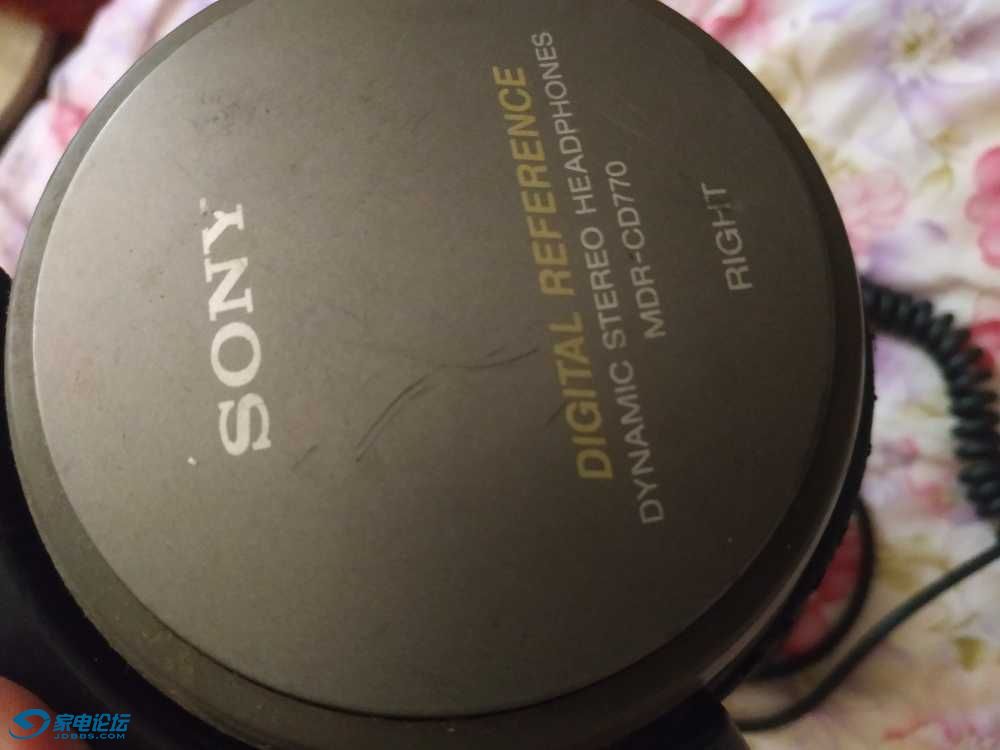 SONY
DIGITAL REFERENCE
DYNAMIC STEREO HEADPHONES
MDR-CD770
RIGHT
家电论坛
JDBBS.COM